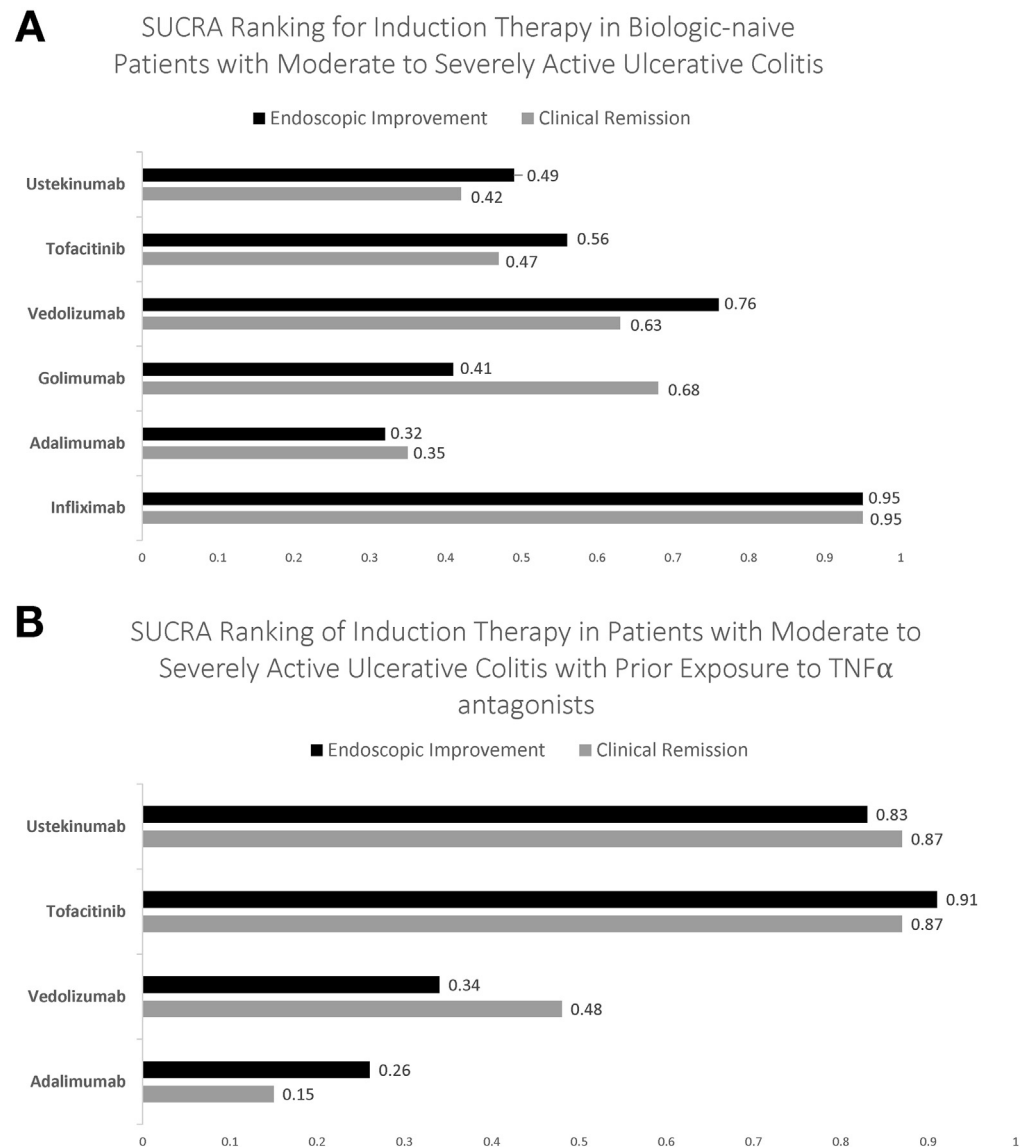 A
SUCRA Ranking for Induction Therapy in Biologic-naive
Patients with Moderate to Severely Active Ulcerative Colitis
Endoscopic Improvement Clinical Remission
Ustekinumab 0.49
0.42
Tofacitinib 0.56
0.47
Vedolizumab 0.76
0.63
Golimumab 0.41
0.68
Adalimumab 0.32
0.35
Infliximab 0.95
0.95
0 0.1 0.2 0.3 0.4 0.5 0.6 0.7 0.8 0.9 1
B
SUCRA Ranking of Induction Therapy in Patients with Moderate to
Severely Active Ulcerative Colitis with Prior Exposure to TNFα
antagonists
Endoscopic Improvement Clinical Remission
Ustekinumab 0.83
0.87
Tofacitinib 0.91
0.87
Vedolizumab 0.34
0.48
Adalimumab 0.26
0.15
0 0.1 0.2 0.3 0.4 0.5 0.6 0.7 0.8 0.9 1